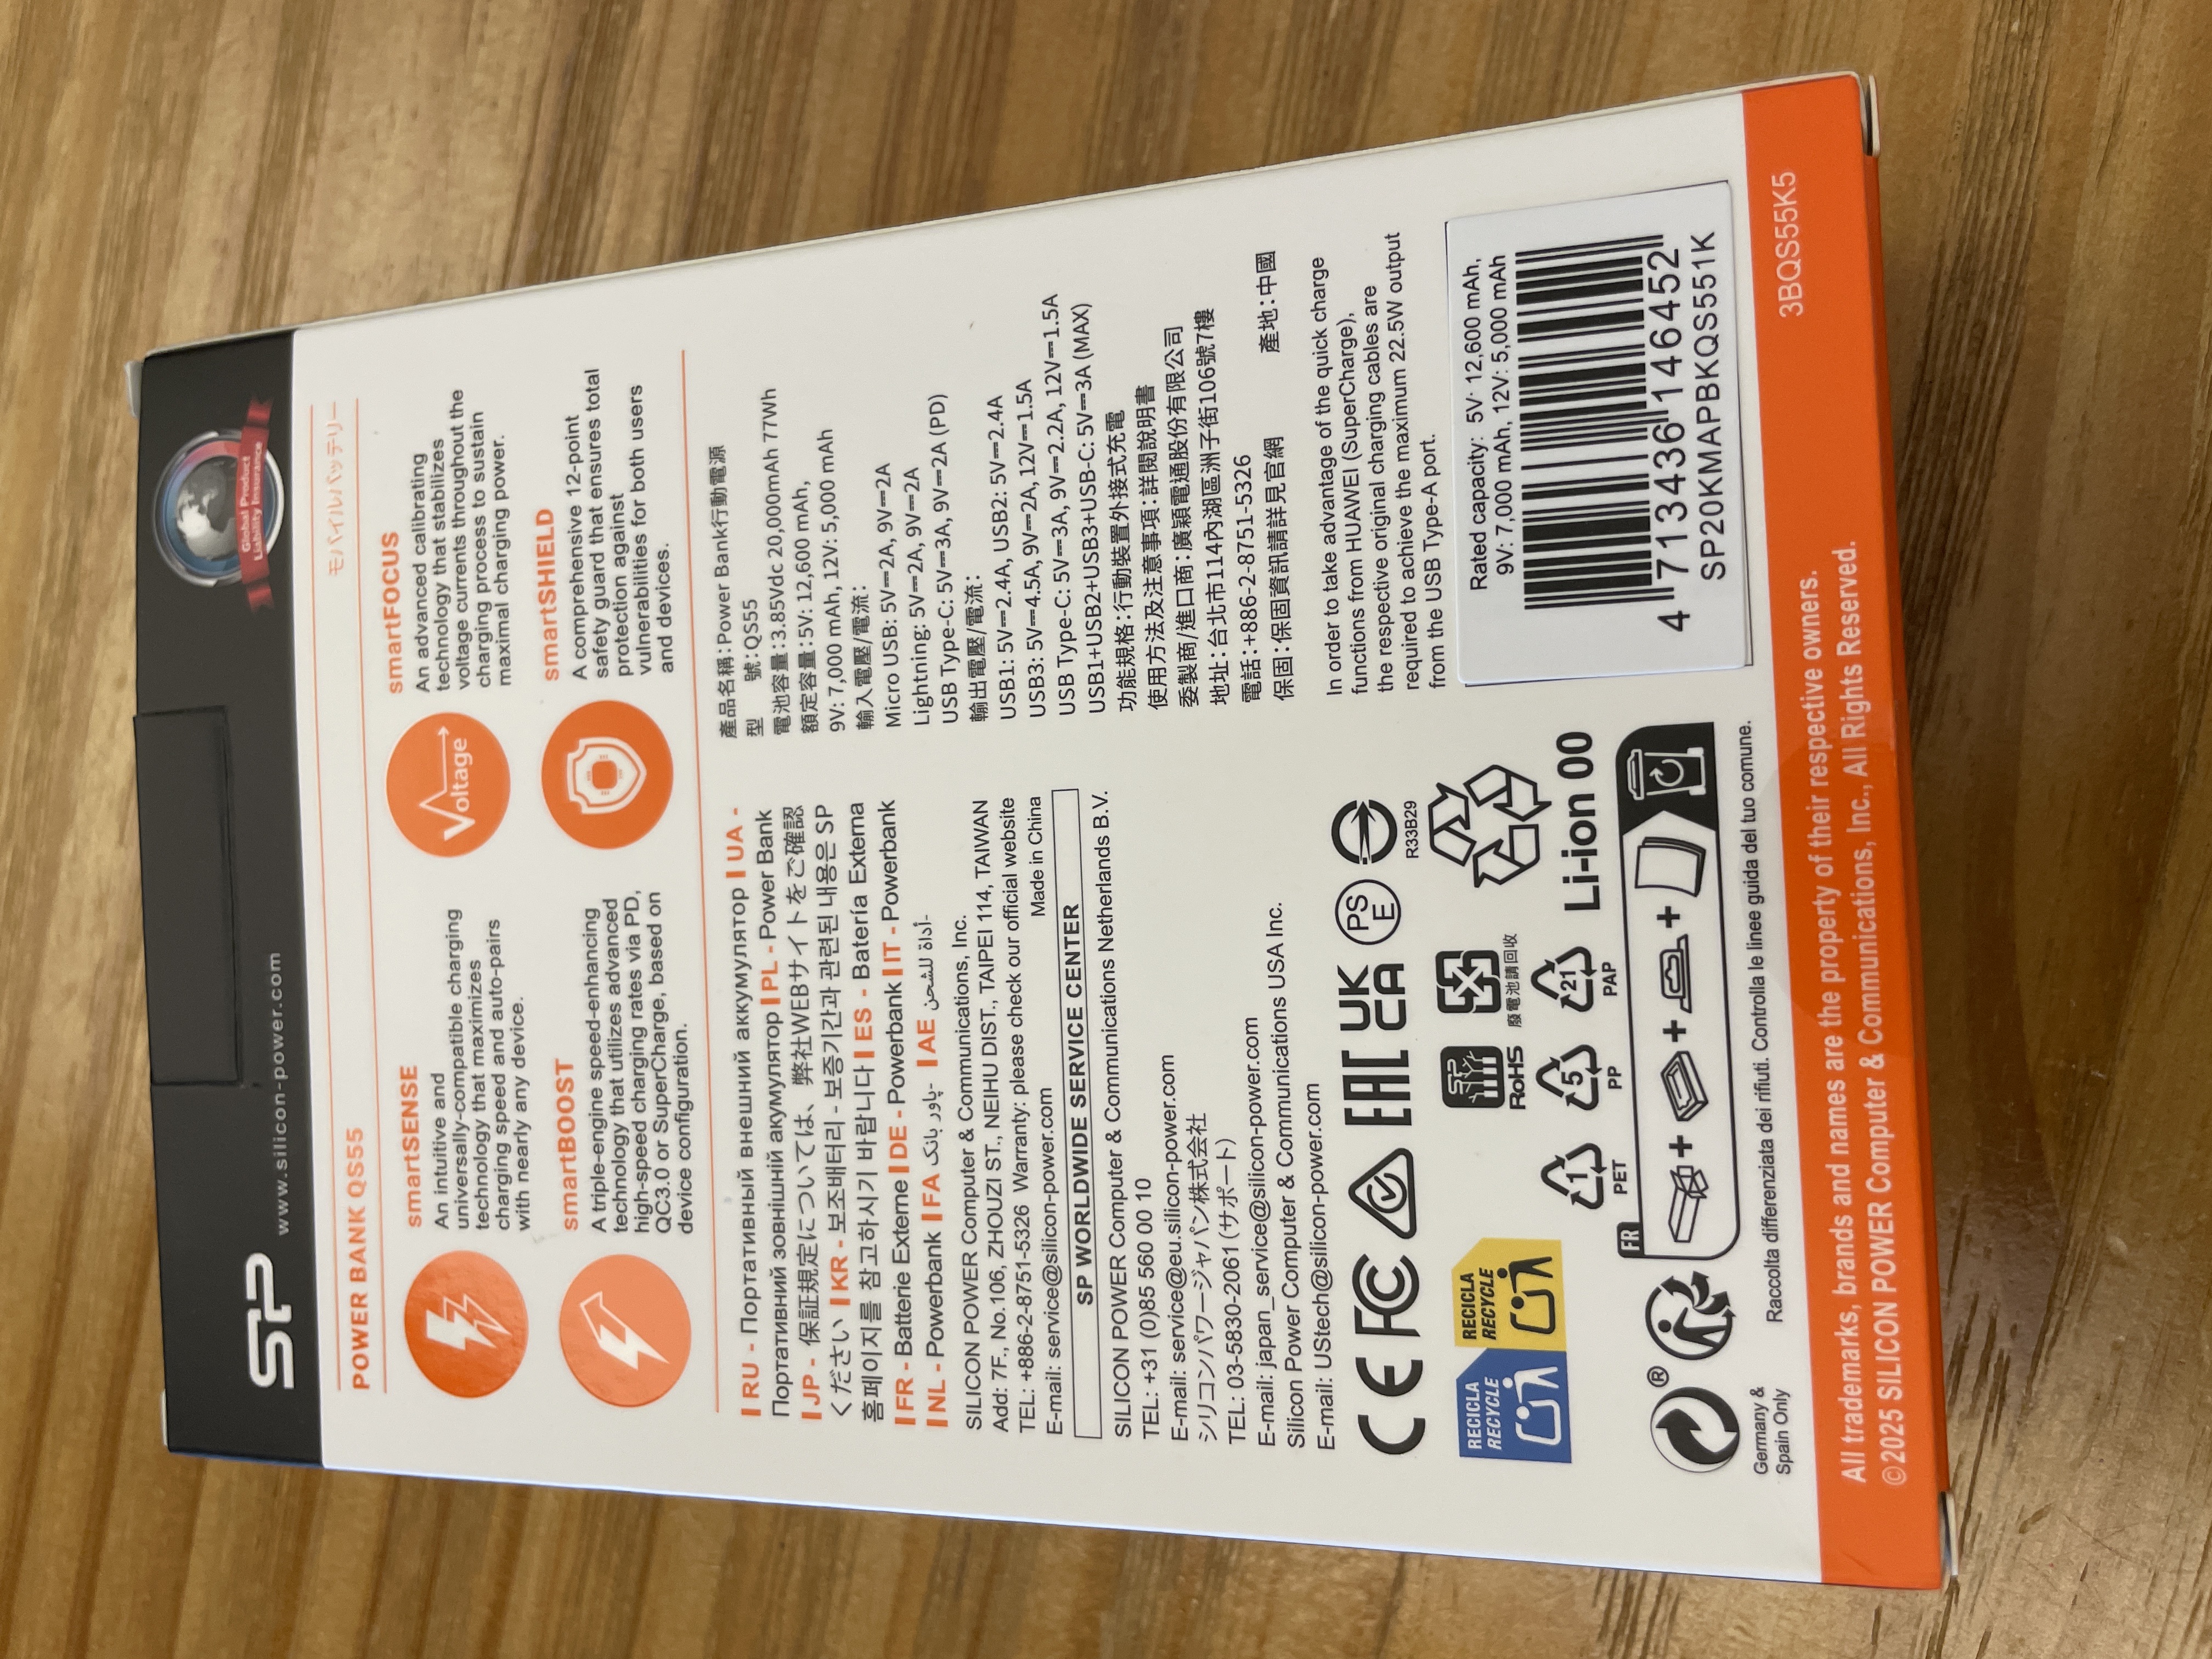 SP www.silicon-power.com
Global Product
Liability Insurance
POWER BANK QS55
モバイルバッテリー
smartSENSE
An intuitive and
universally-compatible charging
technology that maximizes
charging speed and auto-pairs
with nearly any device.
Voltage
smartFOCUS
An advanced calibrating
technology that stabilizes
voltage currents throughout the
charging process to sustain
maximal charging power.
smartBOOST
A triple-engine speed-enhancing
technology that utilizes advanced
high-speed charging rates via PD,
QC3.0 or SuperCharge, based on
device configuration.
smartSHIELD
A comprehensive 12-point
safety guard that ensures total
protection against
vulnerabilities for both users
and devices.
RU - Портативный внешний аккумулятор UA -
Портативний зовнішній акумулятор PL - Power Bank
JP - 保証規定については、弊社WEBサイトをご確認
ください KR - 보조배터리 - 보증기간과 관련된 내용은 SP
홈페이지를 참고하시기 바랍니다 ES - Batería Externa
FR - Batterie Externe DE - Powerbank IT - Powerbank
NL - Powerbank FA پاور بانک- AE أداة للشحن-
SILICON POWER Computer & Communications, Inc.
Add: 7F., No.106, ZHOUZI ST., NEIHU DIST., TAIPEI 114, TAIWAN
TEL: +886-2-8751-5326 Warranty: please check our official website
E-mail: service@silicon-power.com Made in China
SP WORLDWIDE SERVICE CENTER
SILICON POWER Computer & Communications Netherlands B.V.
TEL: +31 (0)85 560 00 10
E-mail: service@eu.silicon-power.com
シリコンパワージャパン株式会社
TEL: 03-5830-2061 (サポート)
E-mail: japan_service@silicon-power.com
Silicon Power Computer & Communications USA Inc.
E-mail: UStech@silicon-power.com
CE FC EAC UK CA PS E
R33B29
RECICLA
RECYCLE
RECICLA
RECYCLE
SP
RoHS
廢電池請回收
1
PET
5
PP
21
PAP
Li-ion 00
FR
Germany &
Spain Only
®
Raccolta differenziata dei rifiuti. Controlla le linee guida del tuo comune.
產品名稱:Power Bank行動電源
型 號:QS55
電池容量:3.85Vdc 20,000mAh 77Wh
額定容量:5V: 12,600 mAh,
9V: 7,000 mAh, 12V: 5,000 mAh
輸入電壓/電流:
Micro USB: 5V⎓2A, 9V⎓2A
Lightning: 5V⎓2A, 9V⎓2A
USB Type-C: 5V⎓3A, 9V⎓2A (PD)
輸出電壓/電流:
USB1: 5V⎓2.4A, USB2: 5V⎓2.4A
USB3: 5V⎓4.5A, 9V⎓2A, 12V⎓1.5A
USB Type-C: 5V⎓3A, 9V⎓2.2A, 12V⎓1.5A
USB1+USB2+USB3+USB-C: 5V⎓3A (MAX)
功能規格:行動裝置外接式充電
使用方法及注意事項:詳閱說明書
委製商/進口商:廣穎電通股份有限公司
地址:台北市114內湖區洲子街106號7樓
電話:+886-2-8751-5326
保固:保固資訊請詳見官網 產地:中國
In order to take advantage of the quick charge
functions from HUAWEI (SuperCharge),
the respective original charging cables are
required to achieve the maximum 22.5W output
from the USB Type-A port.
Rated capacity: 5V: 12,600 mAh,
9V: 7,000 mAh, 12V: 5,000 mAh
4 713436 146452
SP20KMAPBKQS551K
All trademarks, brands and names are the property of their respective owners.
©2025 SILICON POWER Computer & Communications, Inc., All Rights Reserved.
3BQS55K5